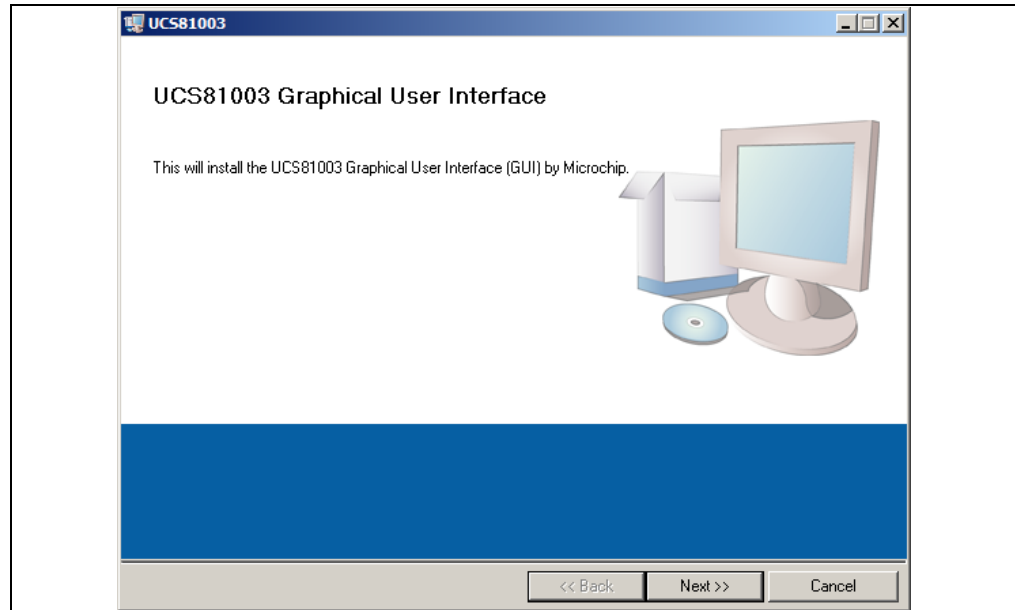 UCS81003
UCS81003 Graphical User Interface
This will install the UCS81003 Graphical User Interface (GUI) by Microchip.
<< Back
Next >>
Cancel